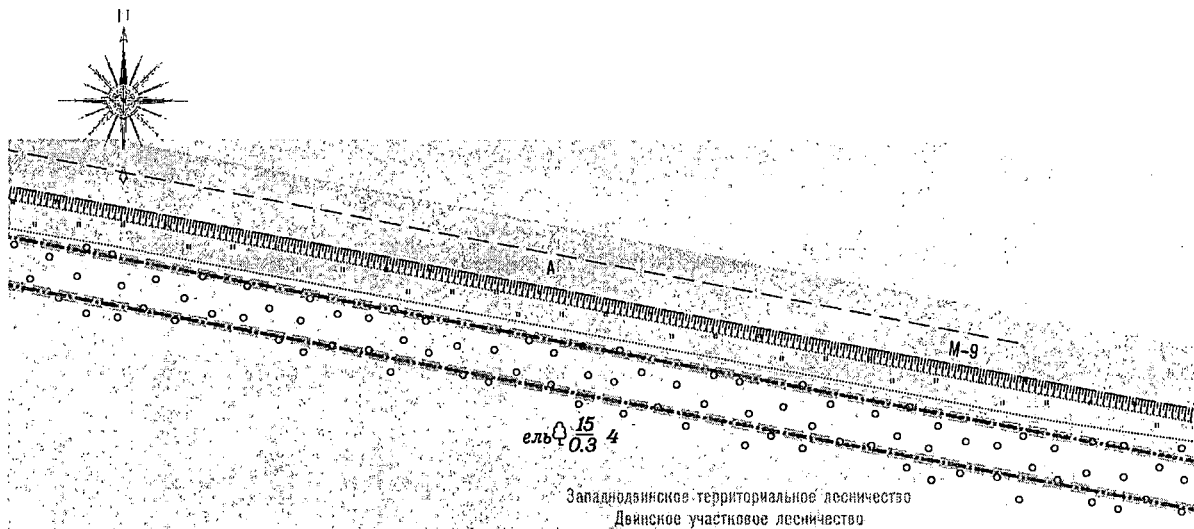 А
М-9
ель 15/0.3 4
Западнодвинское территориальное лесничество
Двинское участковое лесничество